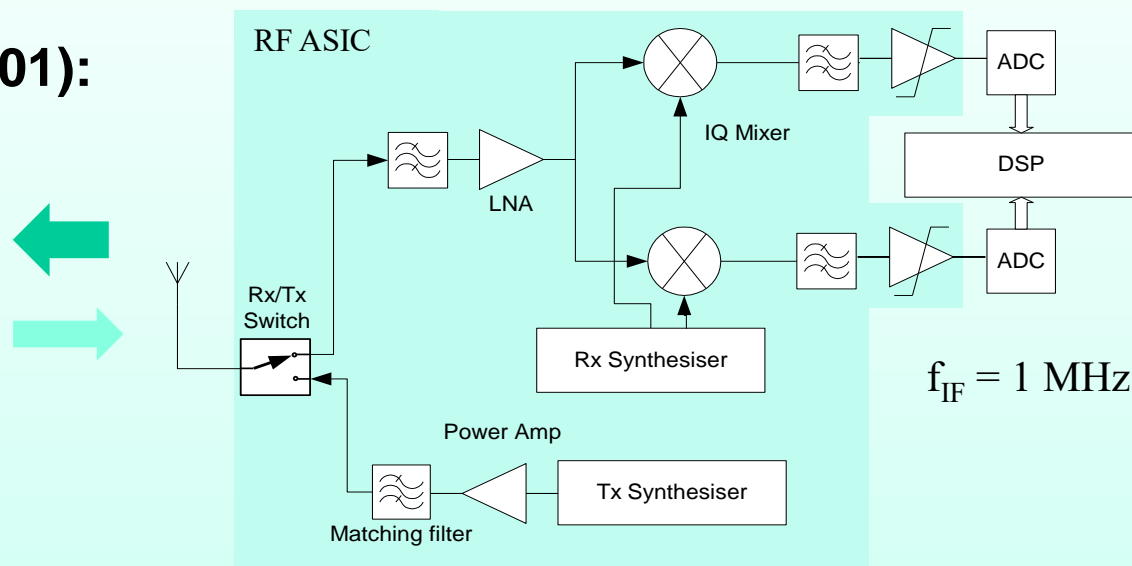 01):
RF ASIC
ADC
IQ Mixer
DSP
LNA
ADC
Rx/Tx
Switch
Rx Synthesiser
f_IF = 1 MHz
Power Amp
Tx Synthesiser
Matching filter